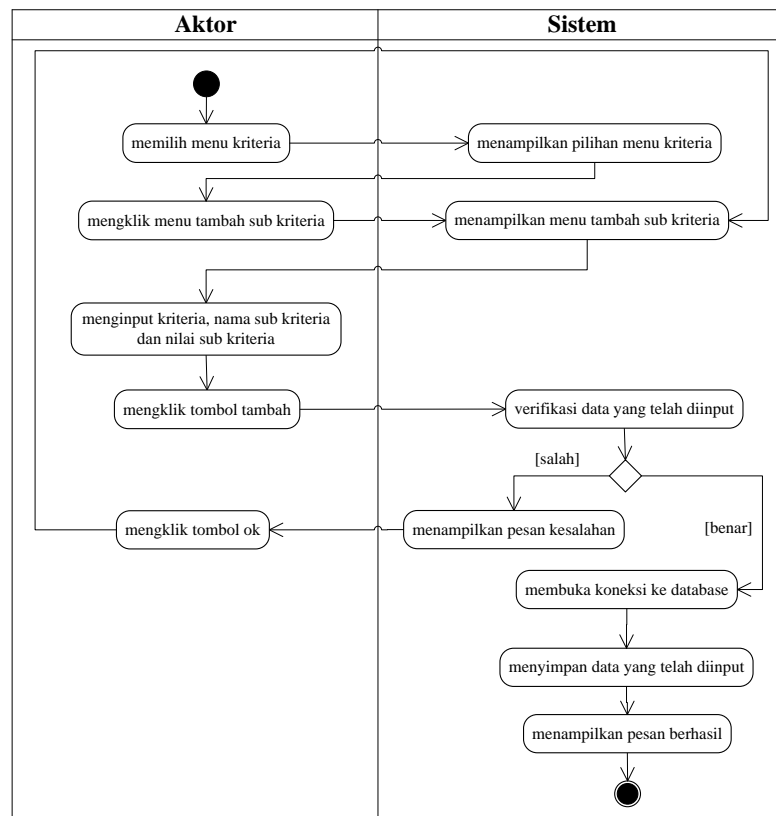 Aktor
Sistem
memilih menu kriteria
menampilkan pilihan menu kriteria
mengklik menu tambah sub kriteria
menampilkan menu tambah sub kriteria
menginput kriteria, nama sub kriteria
dan nilai sub kriteria
mengklik tombol tambah
verifikasi data yang telah diinput
[salah]
mengklik tombol ok
menampilkan pesan kesalahan
[benar]
membuka koneksi ke database
menyimpan data yang telah diinput
menampilkan pesan berhasil